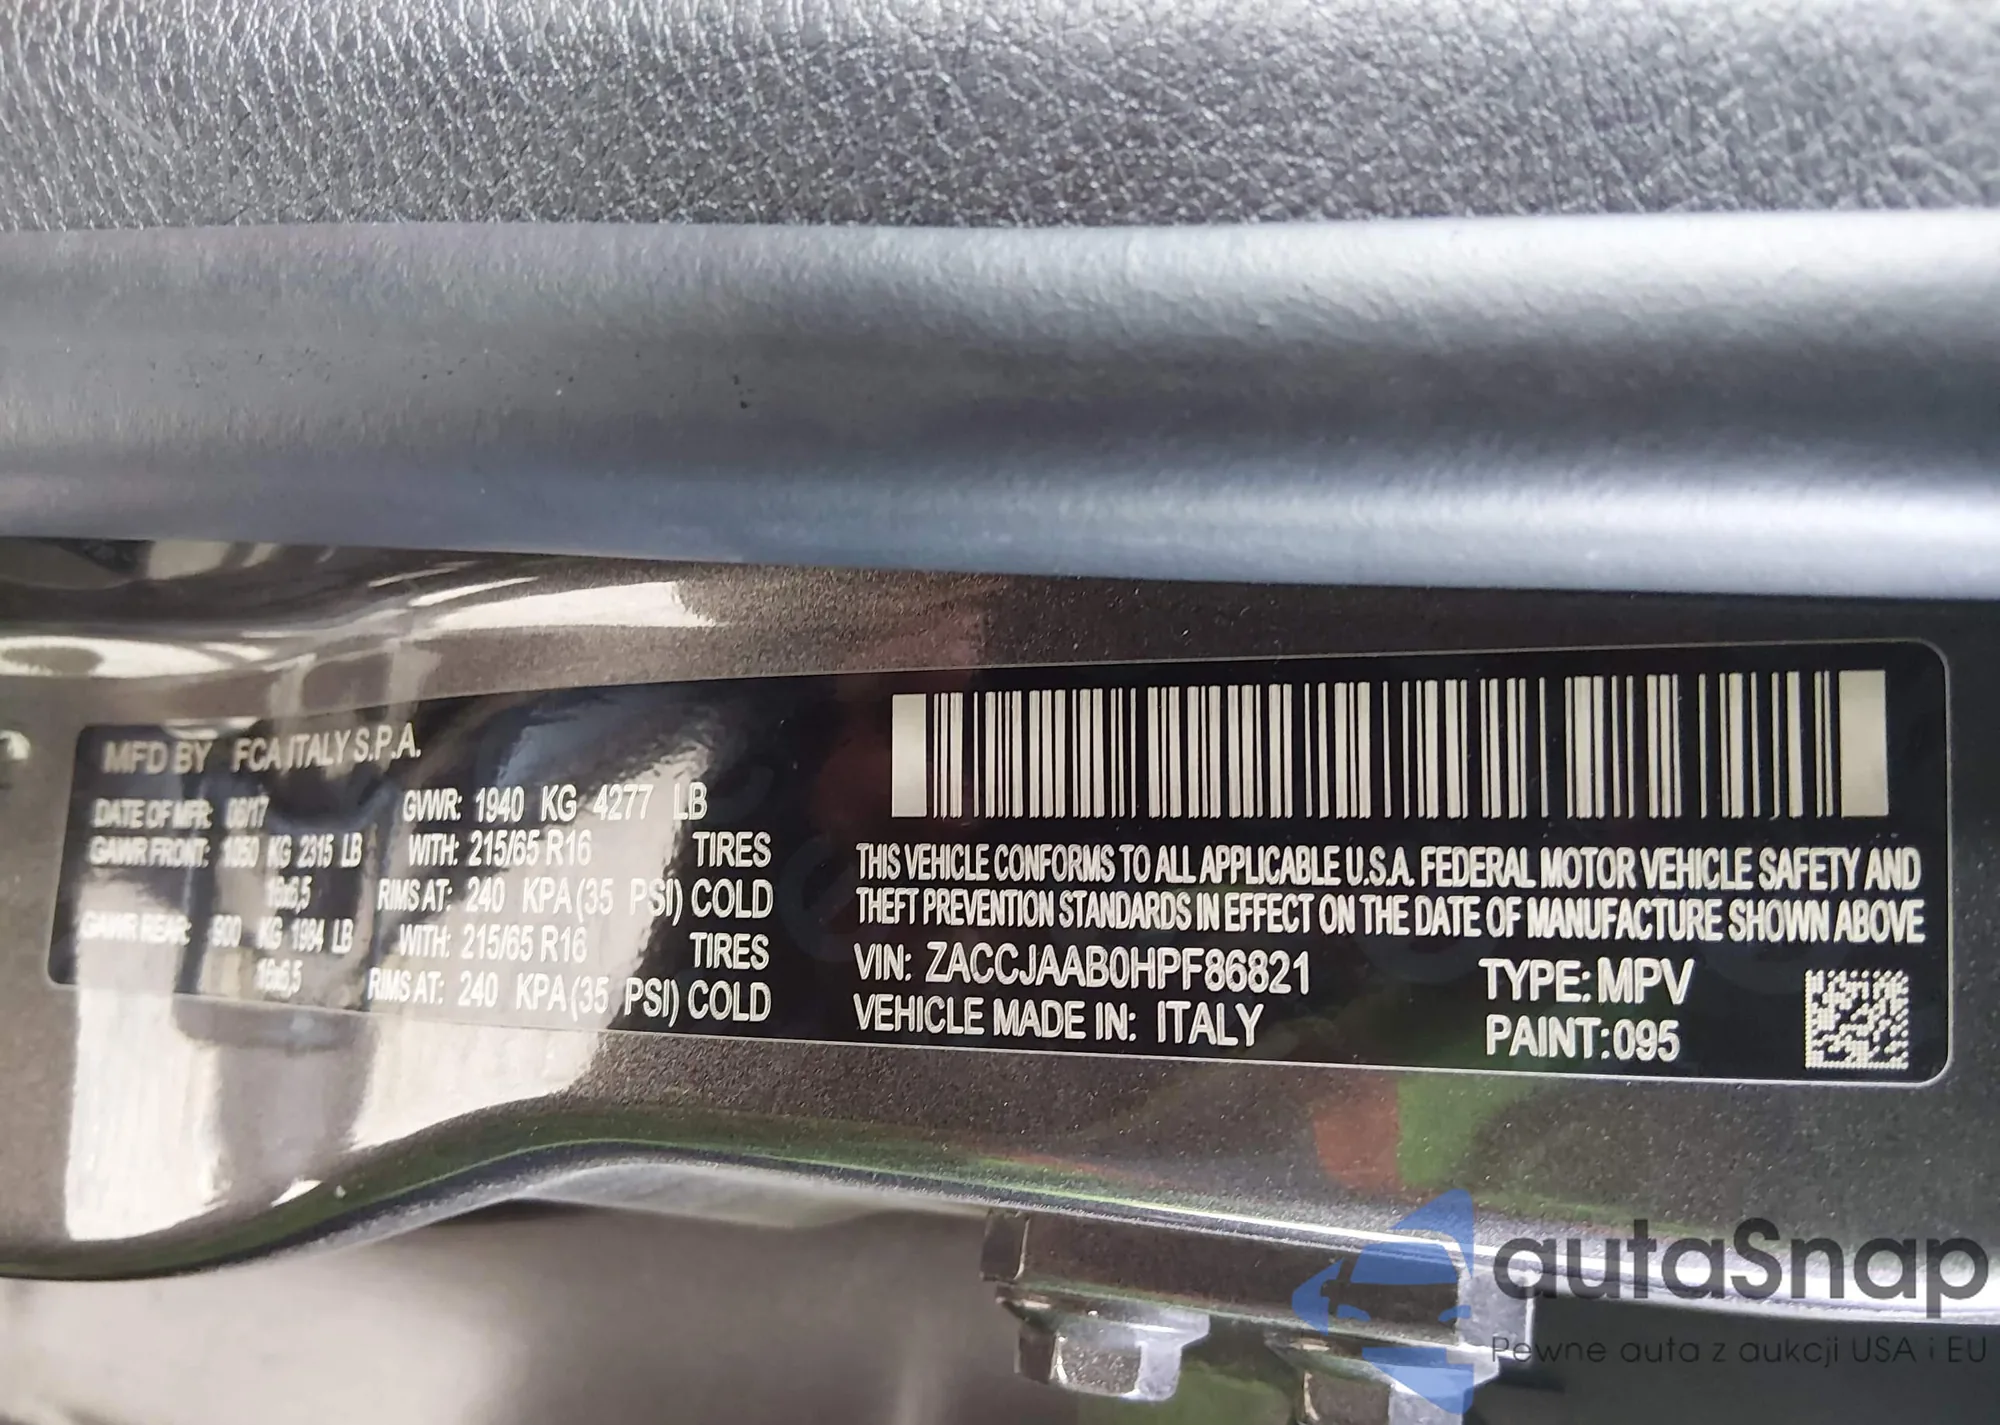 MFD BY FCA ITALY S.P.A.
DATE OF MFR: 06/17 GVWR: 1940 KG 4277 LB
GAWR FRONT: 1050 KG 2315 LB WITH: 215/65 R16 TIRES
16x6,5 RIMS AT: 240 KPA (35 PSI) COLD
GAWR REAR: 900 KG 1984 LB WITH: 215/65 R16 TIRES
16x6,5 RIMS AT: 240 KPA (35 PSI) COLD
THIS VEHICLE CONFORMS TO ALL APPLICABLE U.S.A. FEDERAL MOTOR VEHICLE SAFETY AND
THEFT PREVENTION STANDARDS IN EFFECT ON THE DATE OF MANUFACTURE SHOWN ABOVE
VIN: ZACCJAAB0HPF86821 TYPE: MPV
VEHICLE MADE IN: ITALY PAINT: 095
autaSnap
Pewne auta z aukcji USA i EU